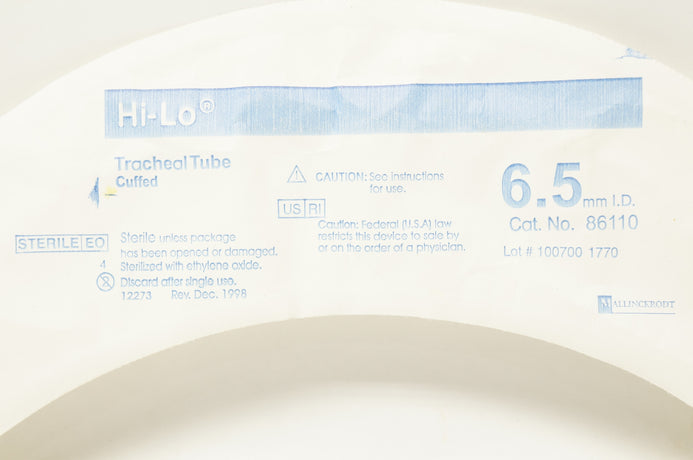 Hi-Lo®
Tracheal Tube
Cuffed
CAUTION: See instructions
for use.
US RI
Caution: Federal (U.S.A) law
restricts this device to sale by
or on the order of a physician.
6.5 mm I.D.
Cat. No. 86110
Lot # 100700 1770
STERILE EO
Sterile unless package
has been opened or damaged.
4 Sterilized with ethylene oxide.
Discard after single use.
12273 Rev. Dec. 1998
MALLINCKRODT